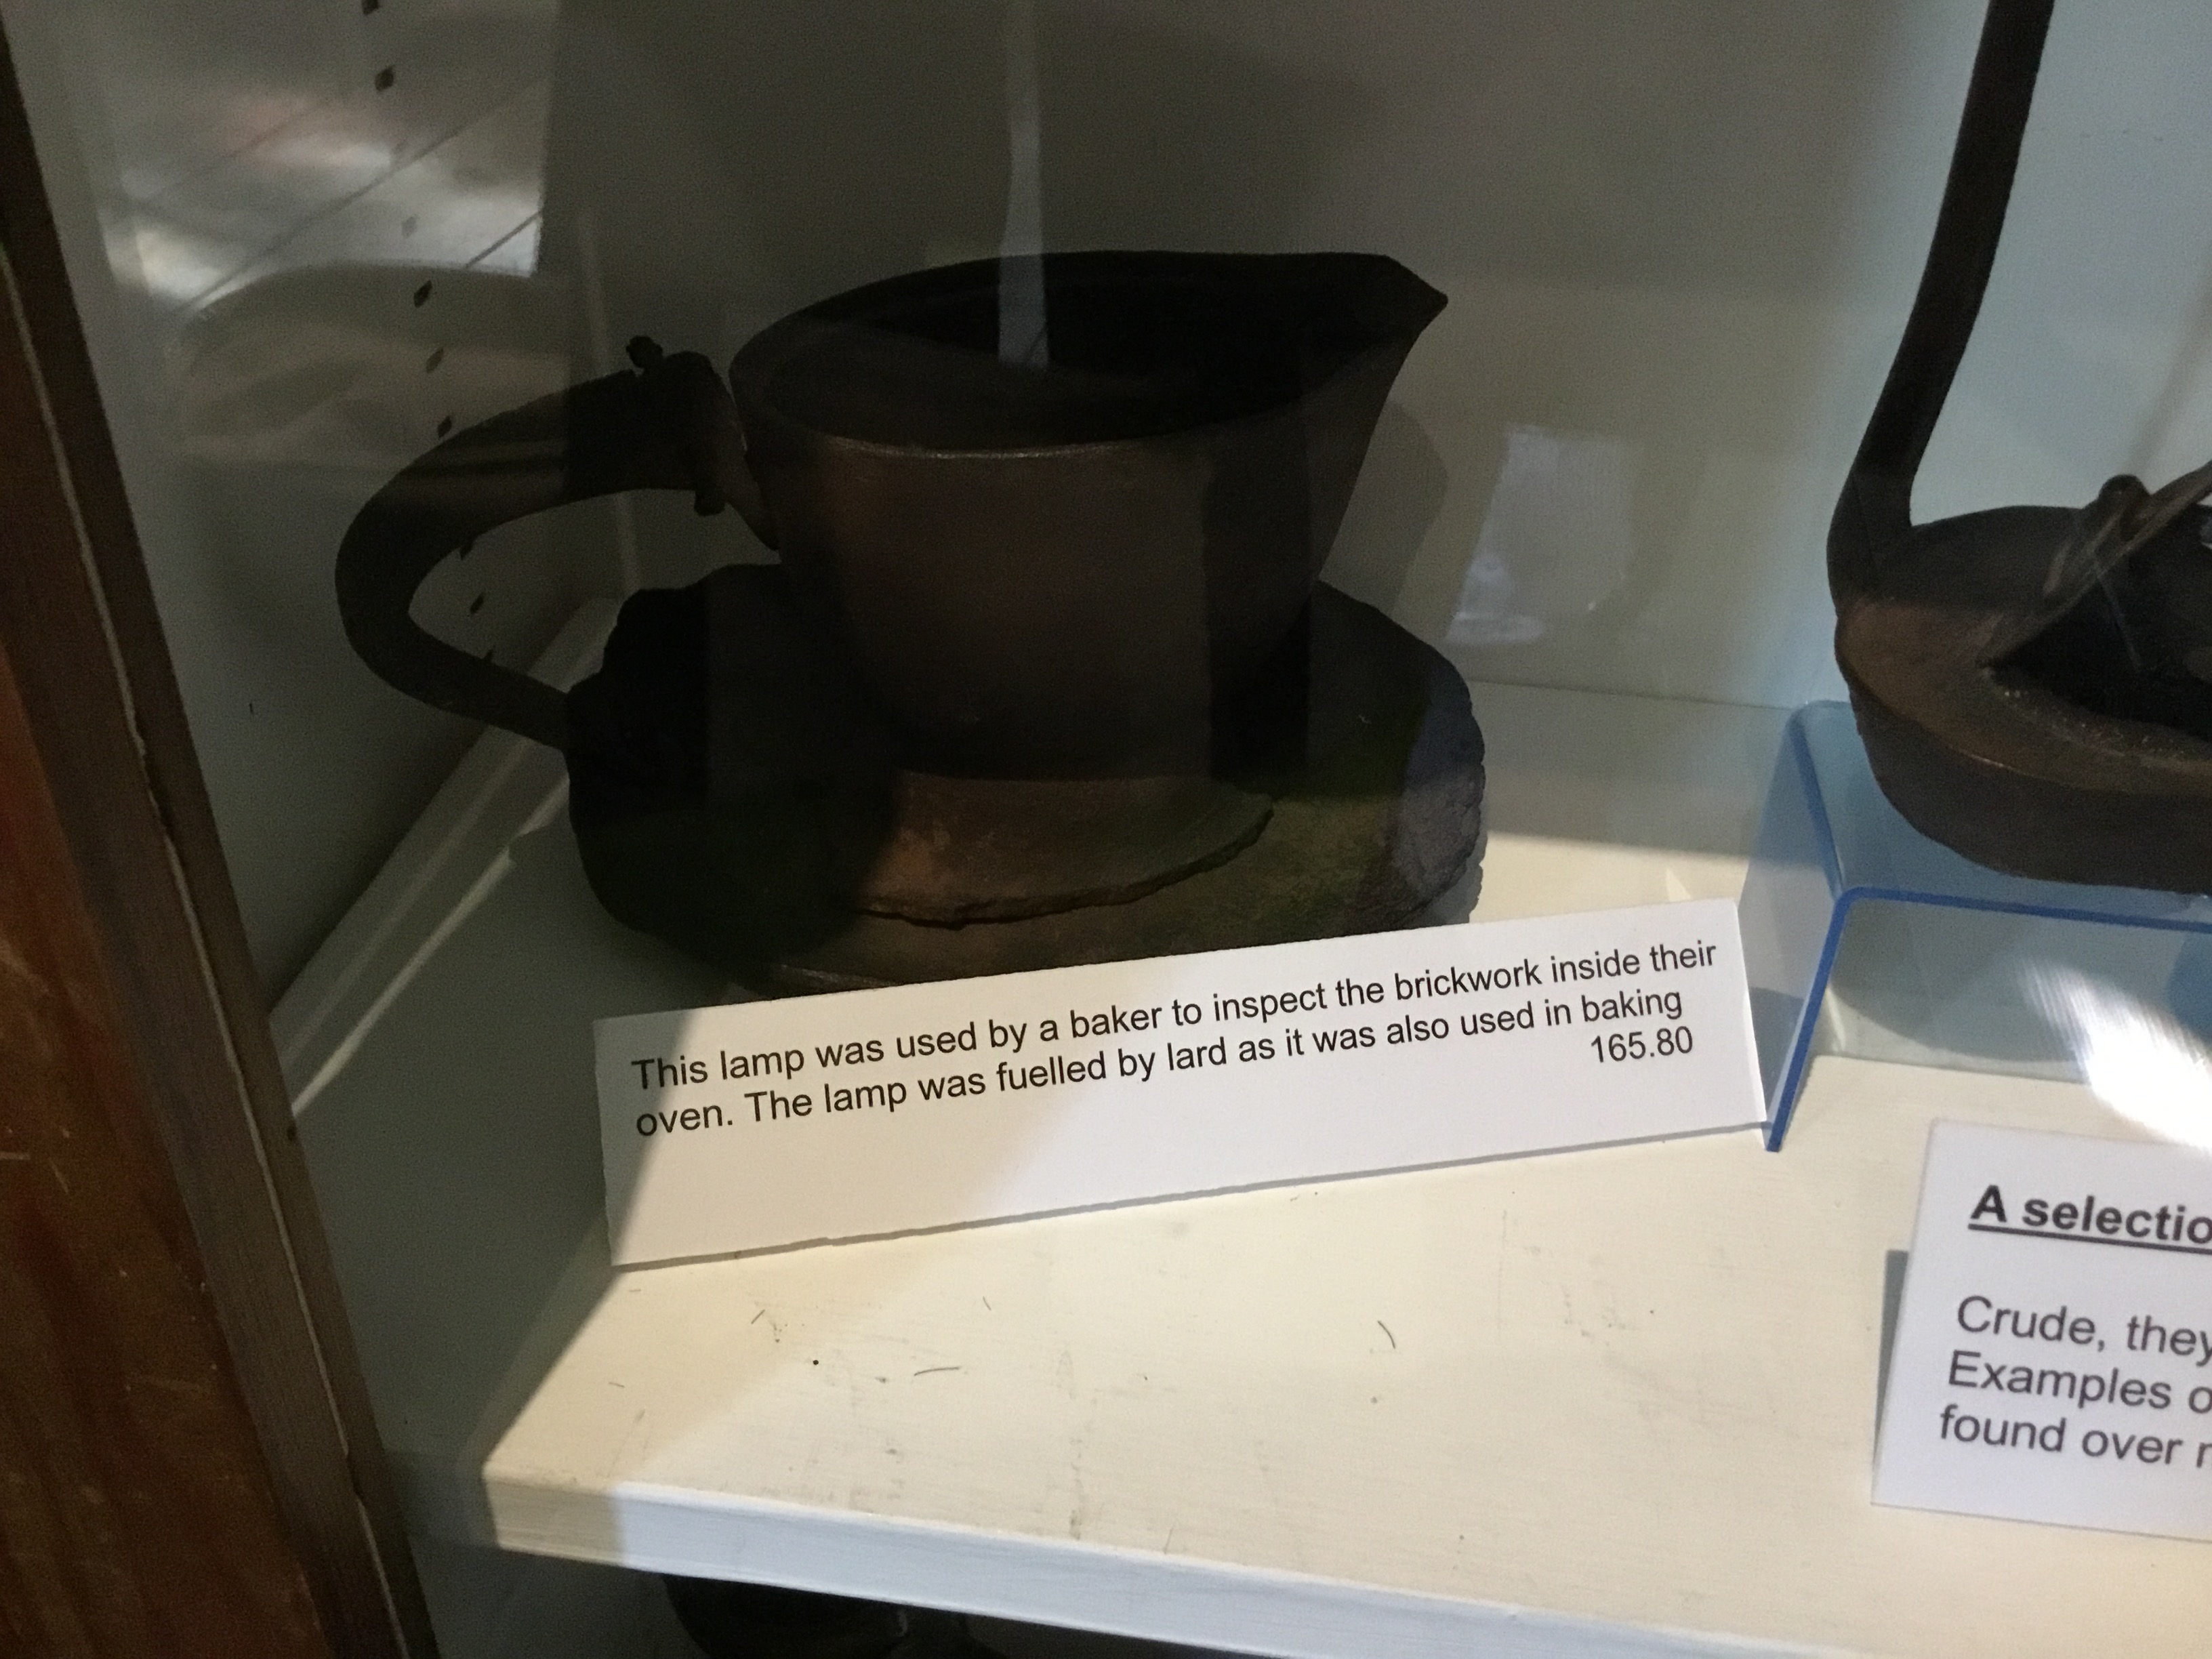 This lamp was used by a baker to inspect the brickwork inside their
oven. The lamp was fuelled by lard as it was also used in baking
165.80
A selectio
Crude, they
Examples o
found over r